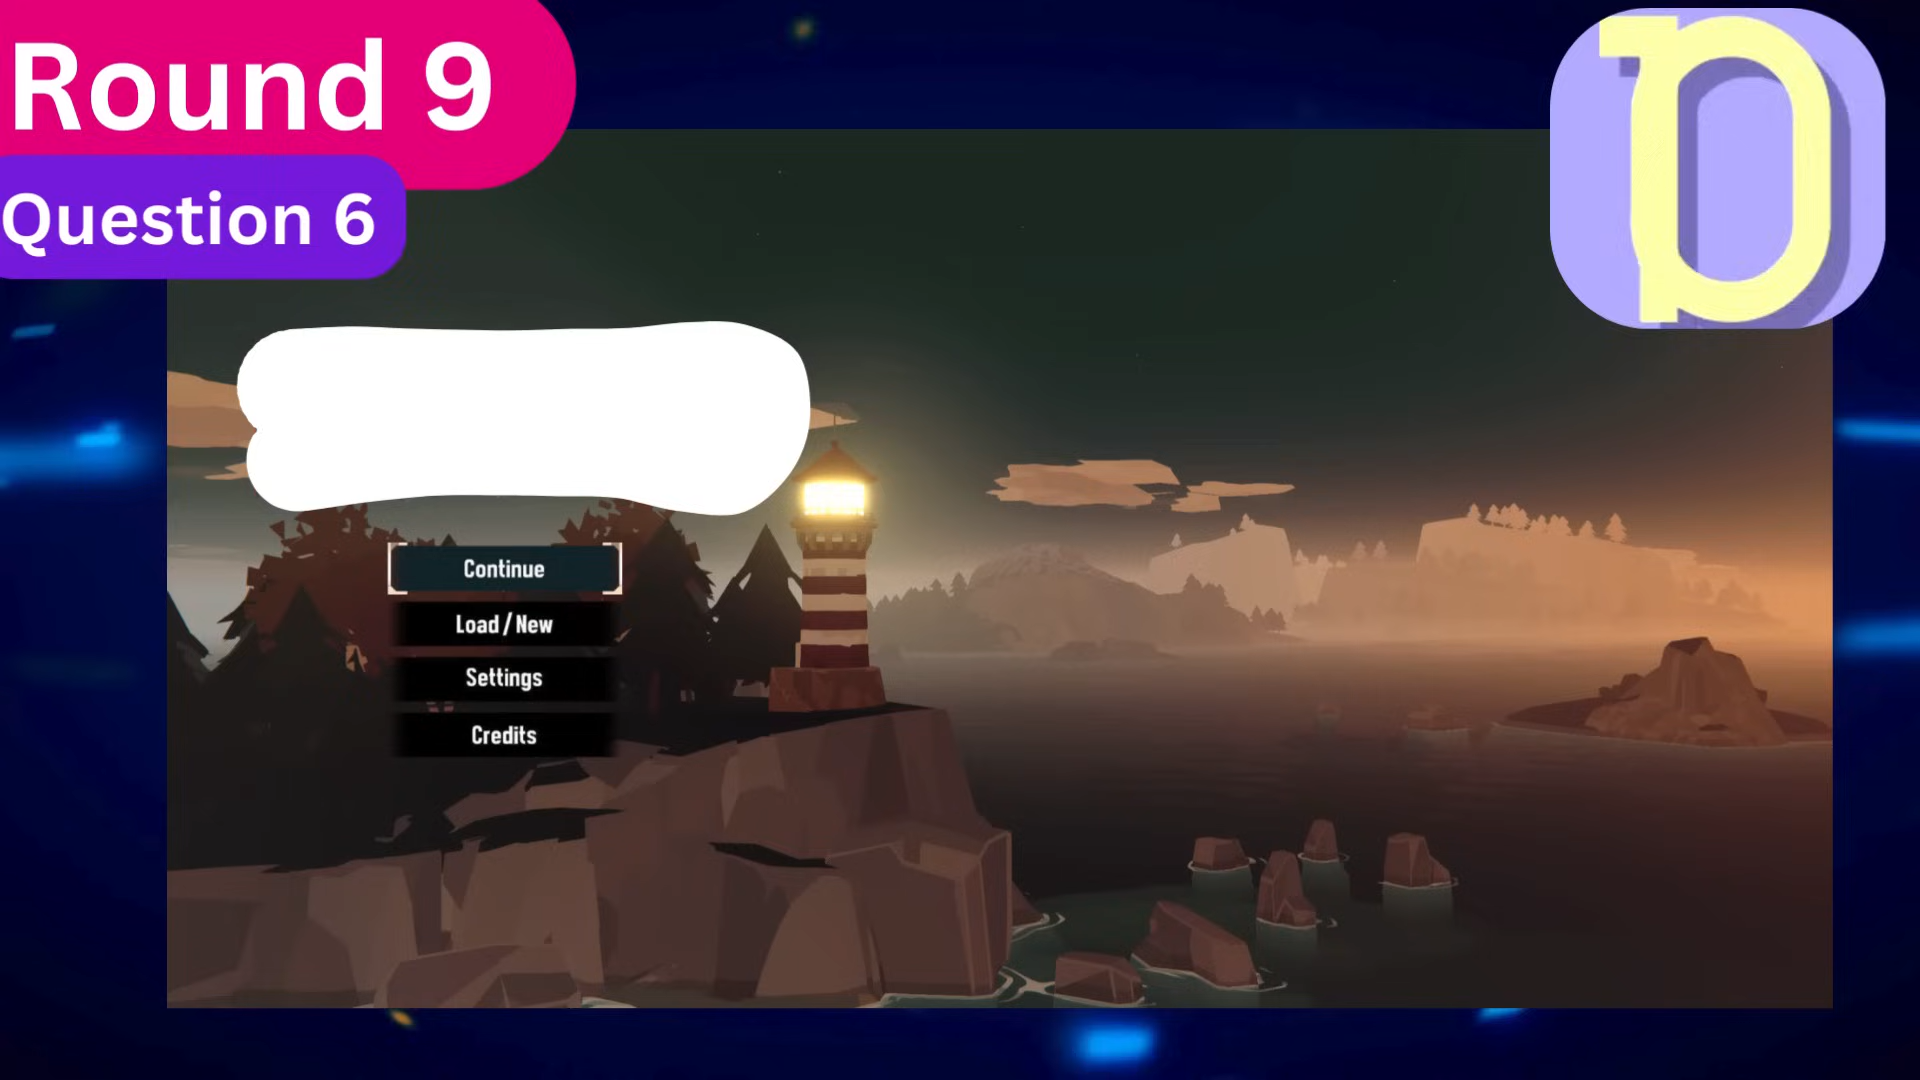 Round 9
Question 6
D
Continue
Load / New
Settings
Credits